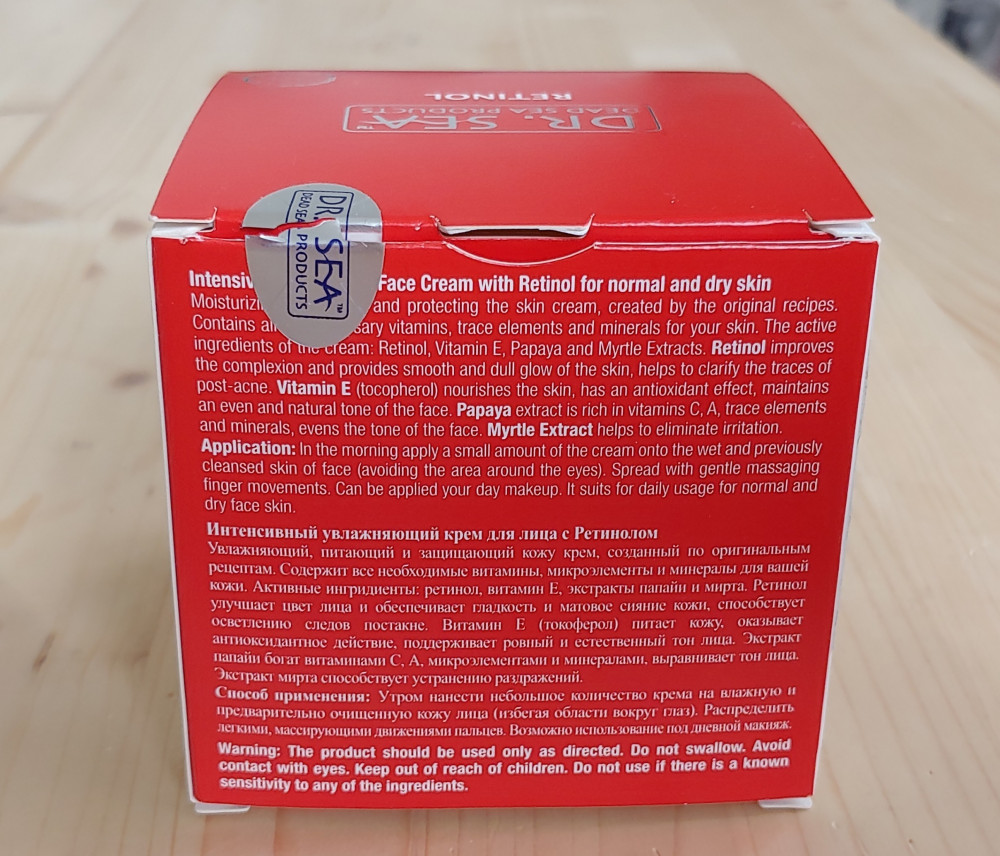 RETINOL
DR. SEA™
DEAD SEA PRODUCTS
DR. SEA™
DEAD SEA PRODUCTS
Face Cream with Retinol for normal and dry skin
and protecting the skin cream, created by the original recipes.
Contains vitamins, trace elements and minerals for your skin. The active
ingredients of the cream: Retinol, Vitamin E, Papaya and Myrtle Extracts. Retinol improves
the complexion and provides smooth and dull glow of the skin, helps to clarify the traces of
post-acne. Vitamin E (tocopherol) nourishes the skin, has an antioxidant effect, maintains
an even and natural tone of the face. Papaya extract is rich in vitamins C, A, trace elements
and minerals, evens the tone of the face. Myrtle Extract helps to eliminate irritation.
Application: In the morning apply a small amount of the cream onto the wet and previously
cleansed skin of face (avoiding the area around the eyes). Spread with gentle massaging
finger movements. Can be applied your day makeup. It suits for daily usage for normal and
dry face skin.
Интенсивный увлажняющий крем для лица с Ретинолом
Увлажняющий, питающий и защищающий кожу крем, созданный по оригинальным
рецептам. Содержит все необходимые витамины, микроэлементы и минералы для вашей
кожи. Активные ингридиенты: ретинол, витамин Е, экстракты папайи и мирта. Ретинол
улучшает цвет лица и обеспечивает гладкость и матовое сияние кожи, способствует
осветлению следов постакне. Витамин Е (токоферол) питает кожу, оказывает
антиоксидантное действие, поддерживает ровный и естественный тон лица. Экстракт
папайи богат витаминами С, А, микроэлементами и минералами, выравнивает тон лица.
Экстракт мирта способствует устранению раздражений.
Способ применения: Утром нанести небольшое количество крема на влажную и
предварительно очищенную кожу лица (избегая области вокруг глаз). Распределить
легкими, массирующими движениями пальцев. Возможно использование под дневной макияж.
Warning: The product should be used only as directed. Do not swallow. Avoid
contact with eyes. Keep out of reach of children. Do not use if there is a known
sensitivity to any of the ingredients.